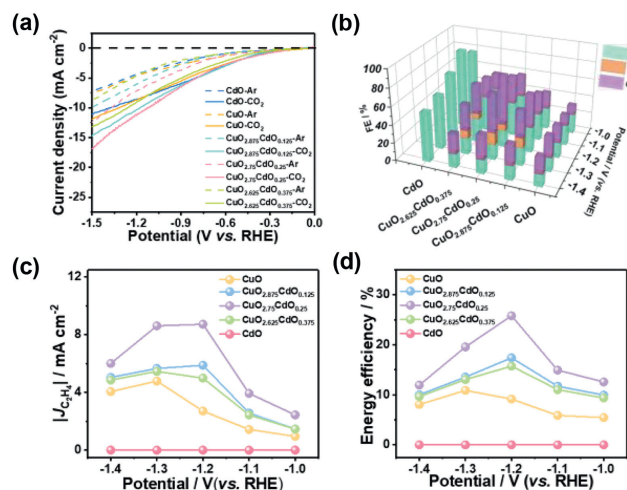 (a)
Current density (mA cm⁻²)
0
-5
-10
-15
-20
-25
-1.5
-1.2
-0.9
-0.6
-0.3
0.0
Potential (V vs. RHE)
CdO-Ar
CdO-CO₂
CuO-Ar
CuO-CO₂
CuO₂.₈₇₅CdO₀.₁₂₅-Ar
CuO₂.₈₇₅CdO₀.₁₂₅-CO₂
CuO₂.₇₅CdO₀.₂₅-Ar
CuO₂.₇₅CdO₀.₂₅-CO₂
CuO₂.₆₂₅CdO₀.₃₇₅-Ar
CuO₂.₆₂₅CdO₀.₃₇₅-CO₂
(b)
FE / %
100
80
60
40
20
0
CdO
CuO₂.₆₂₅CdO₀.₃₇₅
CuO₂.₇₅CdO₀.₂₅
CuO₂.₈₇₅CdO₀.₁₂₅
CuO
-1.0
-1.1
-1.2
-1.3
-1.4
Potential / V (vs. RHE)
(c)
|J C₂H₄| / mA cm⁻²
12
8
4
0
CuO
CuO₂.₈₇₅CdO₀.₁₂₅
CuO₂.₇₅CdO₀.₂₅
CuO₂.₆₂₅CdO₀.₃₇₅
CdO
-1.4
-1.3
-1.2
-1.1
-1.0
Potential / V(vs. RHE)
(d)
Energy efficiency / %
30
20
10
0
CuO
CuO₂.₈₇₅CdO₀.₁₂₅
CuO₂.₇₅CdO₀.₂₅
CuO₂.₆₂₅CdO₀.₃₇₅
CdO
-1.4
-1.3
-1.2
-1.1
-1.0
Potential / V (vs. RHE)